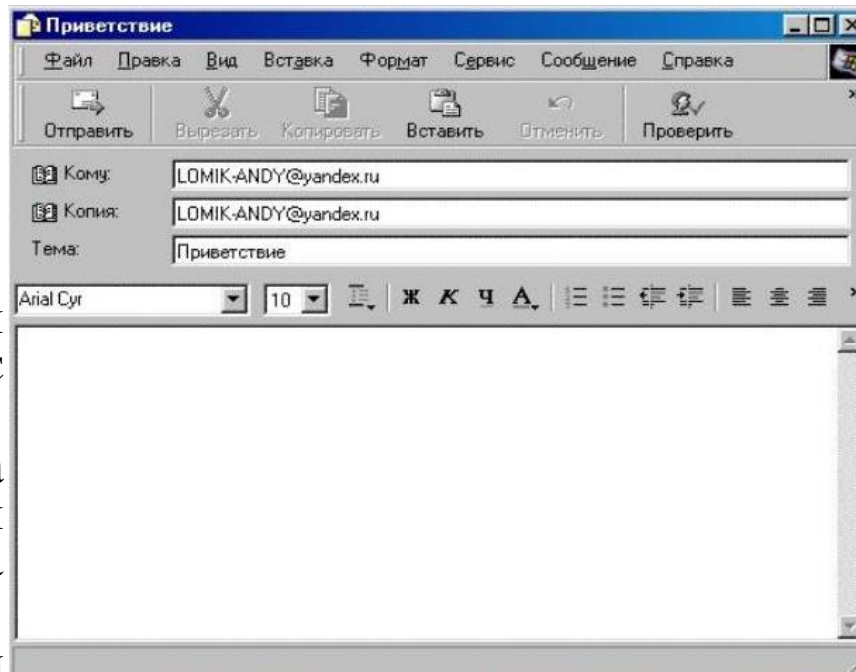 Приветствие
Файл Правка Вид Вставка Формат Сервис Сообщение Справка
Отправить Вырезать Копировать Вставить Отменить Проверить
Кому: LOMIK-ANDY@yandex.ru
Копия: LOMIK-ANDY@yandex.ru
Тема: Приветствие
Arial Cyr 10 Ж К Ч А